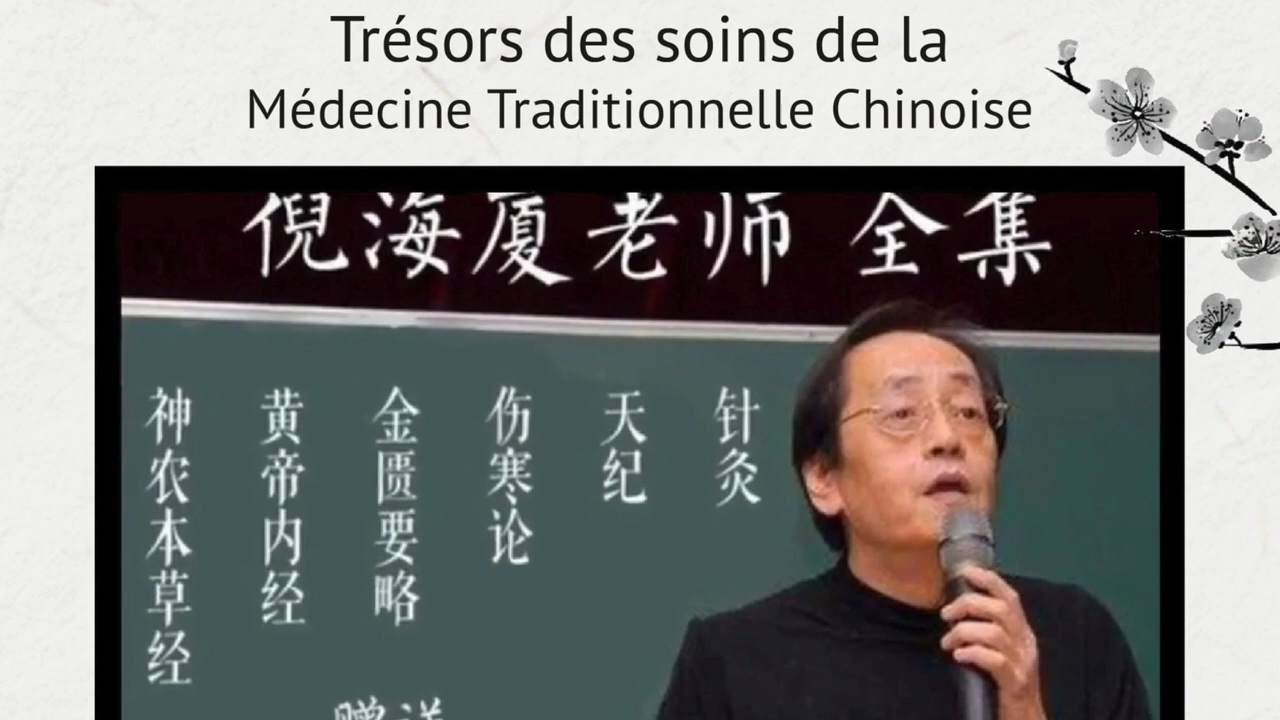 Trésors des soins de la
Médecine Traditionnelle Chinoise
倪海厦老师 全集
针灸
天纪
伤寒论
金匮要略
黄帝内经
神农本草经